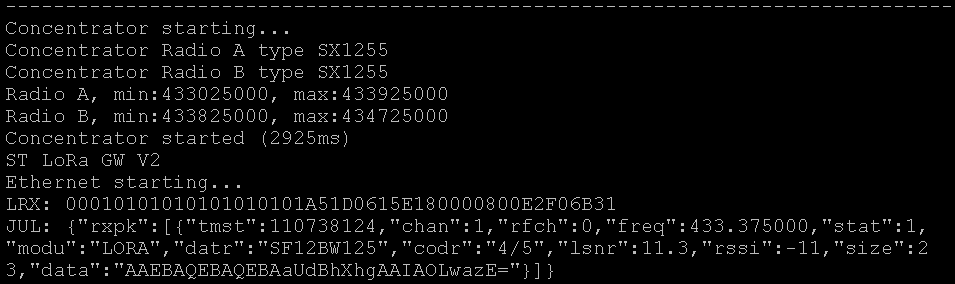 Concentrator starting...
Concentrator Radio A type SX1255
Concentrator Radio B type SX1255
Radio A, min:433025000, max:433925000
Radio B, min:433825000, max:434725000
Concentrator started (2925ms)
ST LoRa GW V2
Ethernet starting...
LRX: 00010101010101010101A51D0615E180000800E2F06B31
JUL: {"rxpk":[{"tmst":110738124,"chan":1,"rfch":0,"freq":433.375000,"stat":1,
"modu":"LORA","datr":"SF12BW125","codr":"4/5","lsnr":11.3,"rssi":-11,"size":2
3,"data":"AAEBAQEBAQEBAaUdBhXhgAAIAOLwazE="}]}